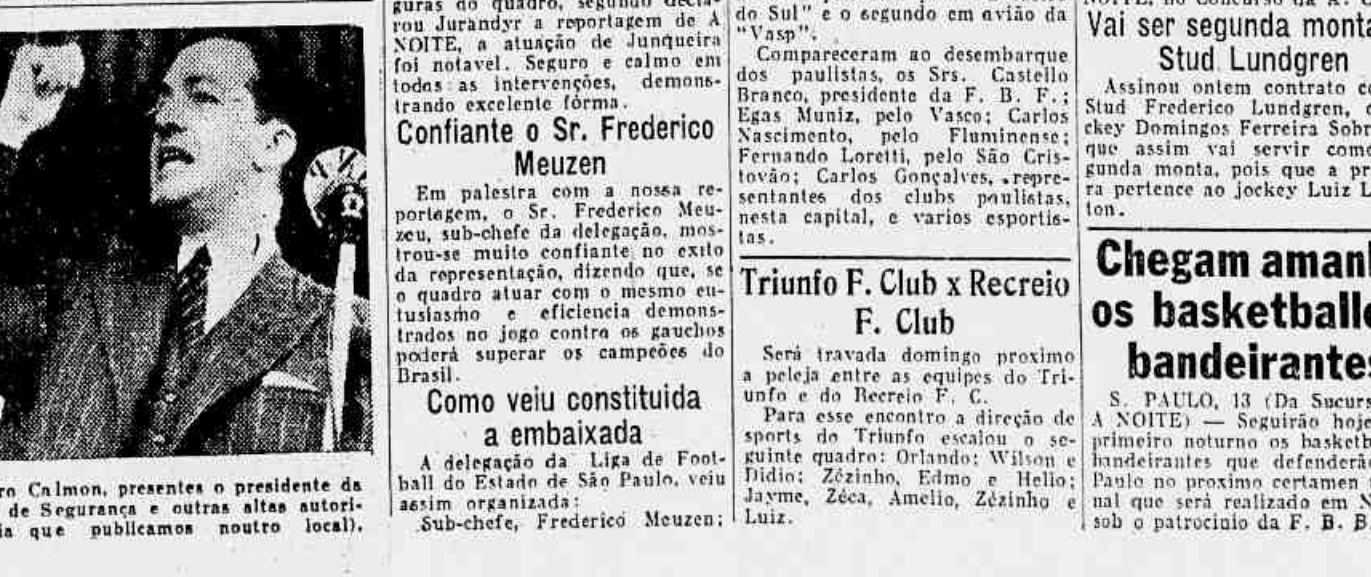 ro Calmon, presentes o presidente da
de Segurança e outras altas autori-
ia que publicamos noutro local).
guras do quadro, segundo decla-
rou Jurandyr a reportagem de A
NOITE, a atuação de Junqueira
foi notavel. Seguro e calmo em
todas as intervenções, demons-
trando excelente fórma.
Confiante o Sr. Frederico
Meuzen
Em palestra com a nossa re-
portagem, o Sr. Frederico Meu-
zeu, sub-chefe da delegação, mos-
trou-se muito confiante no exito
da representação, dizendo que, se
o quadro atuar com o mesmo en-
tusiasmo e eficiencia demons-
trados no jogo contra os gauchos
poderá superar os campeões do
Brasil.
Como veiu constituida
a embaixada
A delegação da Liga de Foot-
ball do Estado de São Paulo, veiu
assim organizada:
Sub-chefe, Frederico Meuzen;
do Sul" e o segundo em avião da
"Vasp".
Compareceram ao desembarque
dos paulistas, os Srs. Castello
Branco, presidente da F. B. F.;
Egas Muniz, pelo Vasco; Carlos
Nascimento, pelo Fluminense;
Fernando Loretti, pelo São Cris-
tovão; Carlos Gonçalves, repre-
sentantes dos clubs paulistas,
nesta capital, e varios esportis-
tas.
Triunfo F. Club x Recreio
F. Club
Será travada domingo proximo
a peleja entre as equipes do Tri-
unfo e do Recreio F. C.
Para esse encontro a direção de
sports do Triunfo escalou o se-
guinte quadro: Orlando; Wilson e
Didio; Zézinho, Edmo e Helio;
Jayme, Zéca, Amelio, Zézinho e
Luiz.
Vai ser segunda monta
Stud Lundgren
Assinou ontem contrato co
Stud Frederico Lundgren,
ckey Domingos Ferreira Sobr
que assim vai servir como
gunda monta, pois que a pr
ra pertence ao jockey Luiz L
ton.
Chegam amanh
os basketballe
bandeirantes
S. PAULO, 13 (Da Sucurs
A NOITE) — Seguirão hoje
primeiro noturno os basketb
bandeirantes que defenderão
Paulo no proximo certamen
nal que será realizado em
sob o patrocinio da F. B. B.